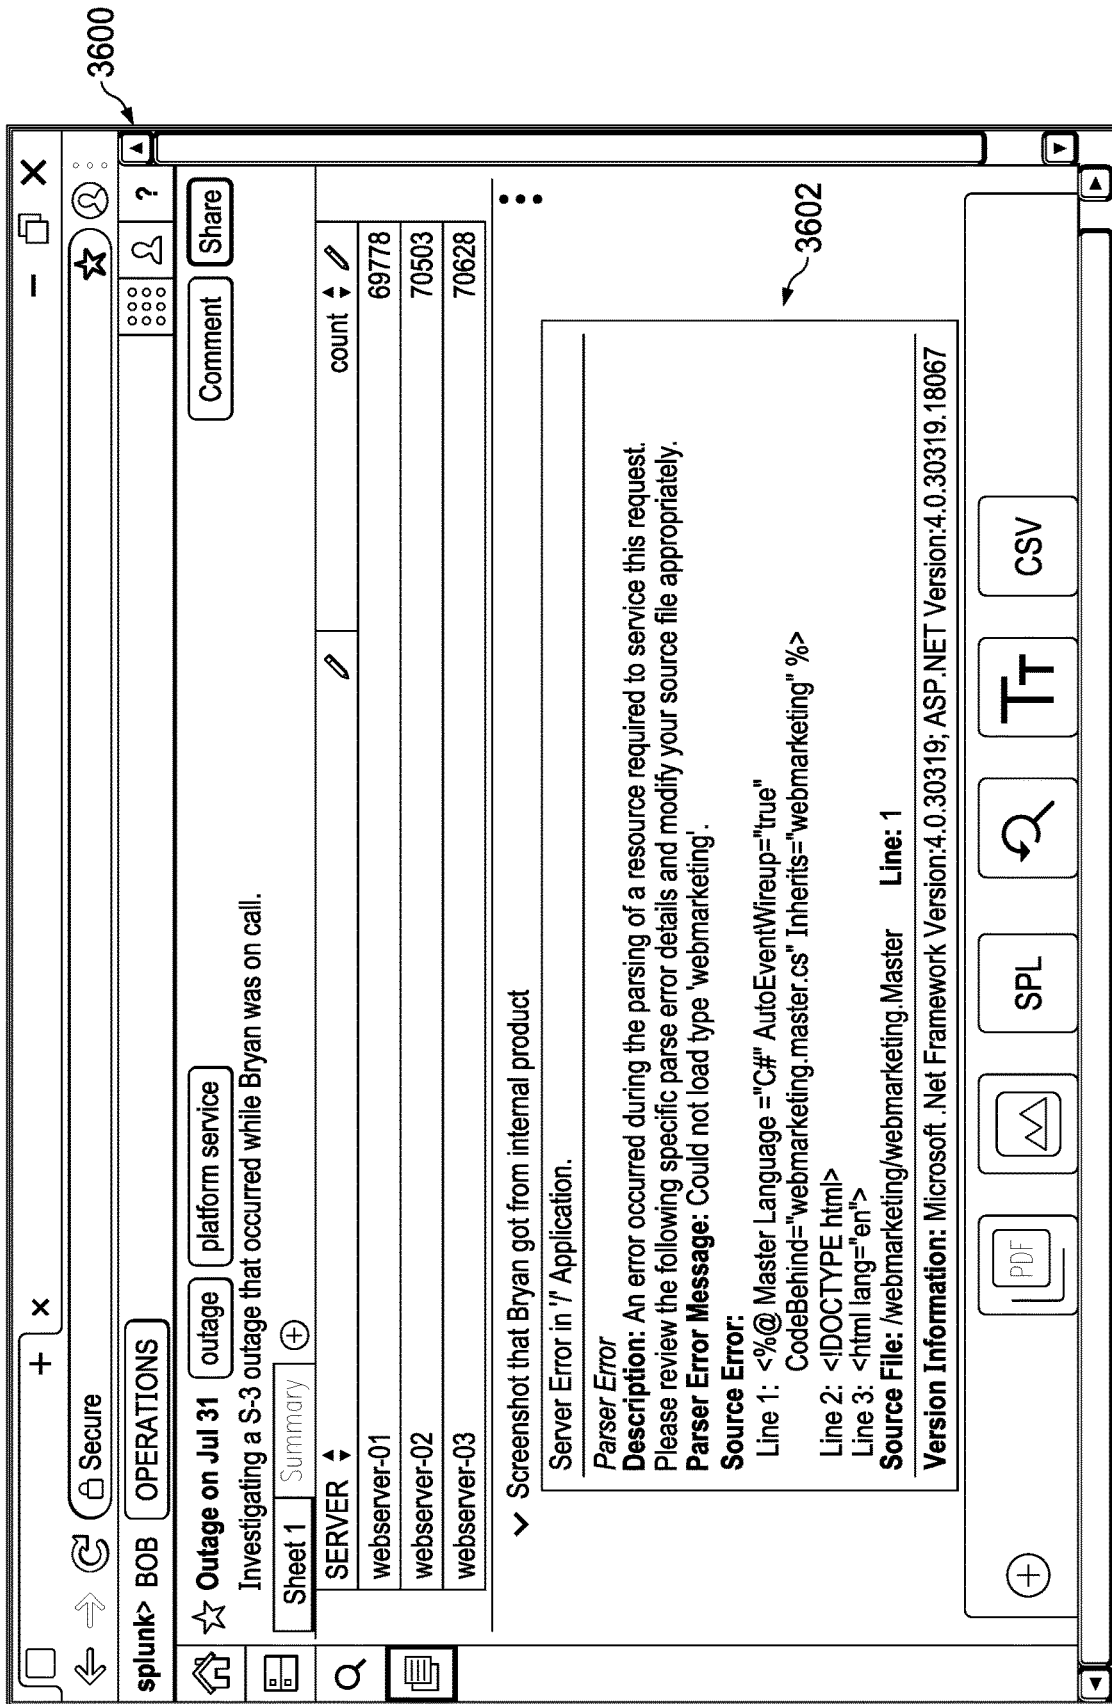 3600
Secure
splunk> BOB OPERATIONS ?
Outage on Jul 31 outage platform service Comment Share
Investigating a S-3 outage that occurred while Bryan was on call.
Sheet 1 Summary
SERVER count
webserver-01 69778
webserver-02 70503
webserver-03 70628
Screenshot that Bryan got from internal product
3602
Server Error in '/' Application.
Parser Error
Description: An error occurred during the parsing of a resource required to service this request.
Please review the following specific parse error details and modify your source file appropriately.
Parser Error Message: Could not load type 'webmarketing'.
Source Error:
Line 1: <%@ Master Language ="C#" AutoEventWireup="true"
CodeBehind="webmarketing.master.cs" Inherits="webmarketing" %>
Line 2: <!DOCTYPE html>
Line 3: <html lang="en">
Source File: /webmarketing/webmarketing.Master Line: 1
Version Information: Microsoft .Net Framework Version:4.0.30319; ASP.NET Version:4.0.30319.18067
PDF SPL TT CSV